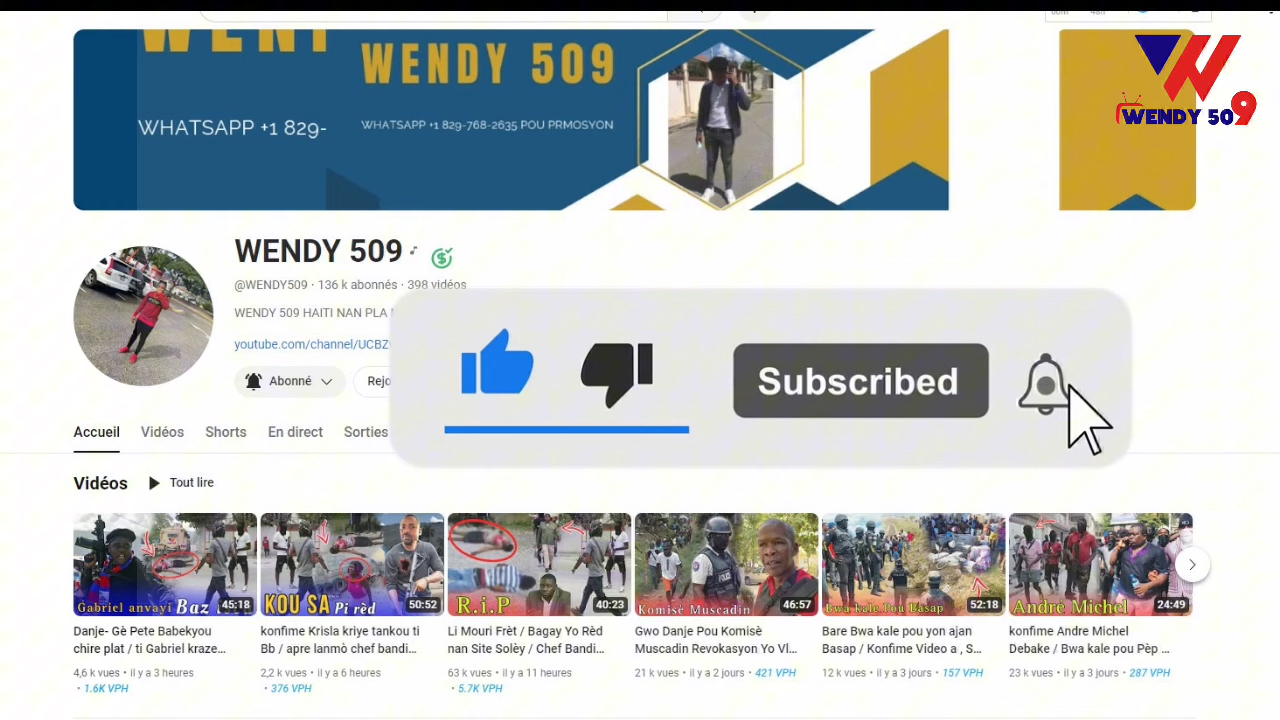 WENDY 509
WHATSAPP +1 829-
WHATSAPP +1 829-768-2635 POU PRMOSYON
WENDY 509
WENDY 509
@WENDY509 · 136 k abonnés · 398 vidéos
WENDY 509 HAITI NAN PLA
youtube.com/channel/UCBZ
Abonné
Rejo
Subscribed
Accueil Vidéos Shorts En direct Sorties
Vidéos Tout lire
Gabriel anvayi Baz 45:18
KOU SA Pi rèd 50:52
R.i.P 40:23
Komisè Muscadin 46:57
Bwa kale Pou Basap 52:18
André Michel 24:49
Danje- Gè Pete Babekyou
chire plat / ti Gabriel kraze...
4,6 k vues • il y a 3 heures
• 1.6K VPH
konfime Krisla kriye tankou ti
Bb / apre lanmò chef bandi...
2,2 k vues • il y a 6 heures
• 376 VPH
Li Mouri Frèt / Bagay Yo Rèd
nan Site Solèy / Chef Bandi...
63 k vues • il y a 11 heures
• 5.7K VPH
Gwo Danje Pou Komisè
Muscadin Revokasyon Yo Vl...
21 k vues • il y a 2 jours • 421 VPH
Bare Bwa kale pou yon ajan
Basap / Konfime Video a , S...
12 k vues • il y a 3 jours • 157 VPH
konfime Andre Michel
Debake / Bwa kale pou Pèp ...
23 k vues • il y a 3 jours • 287 VPH